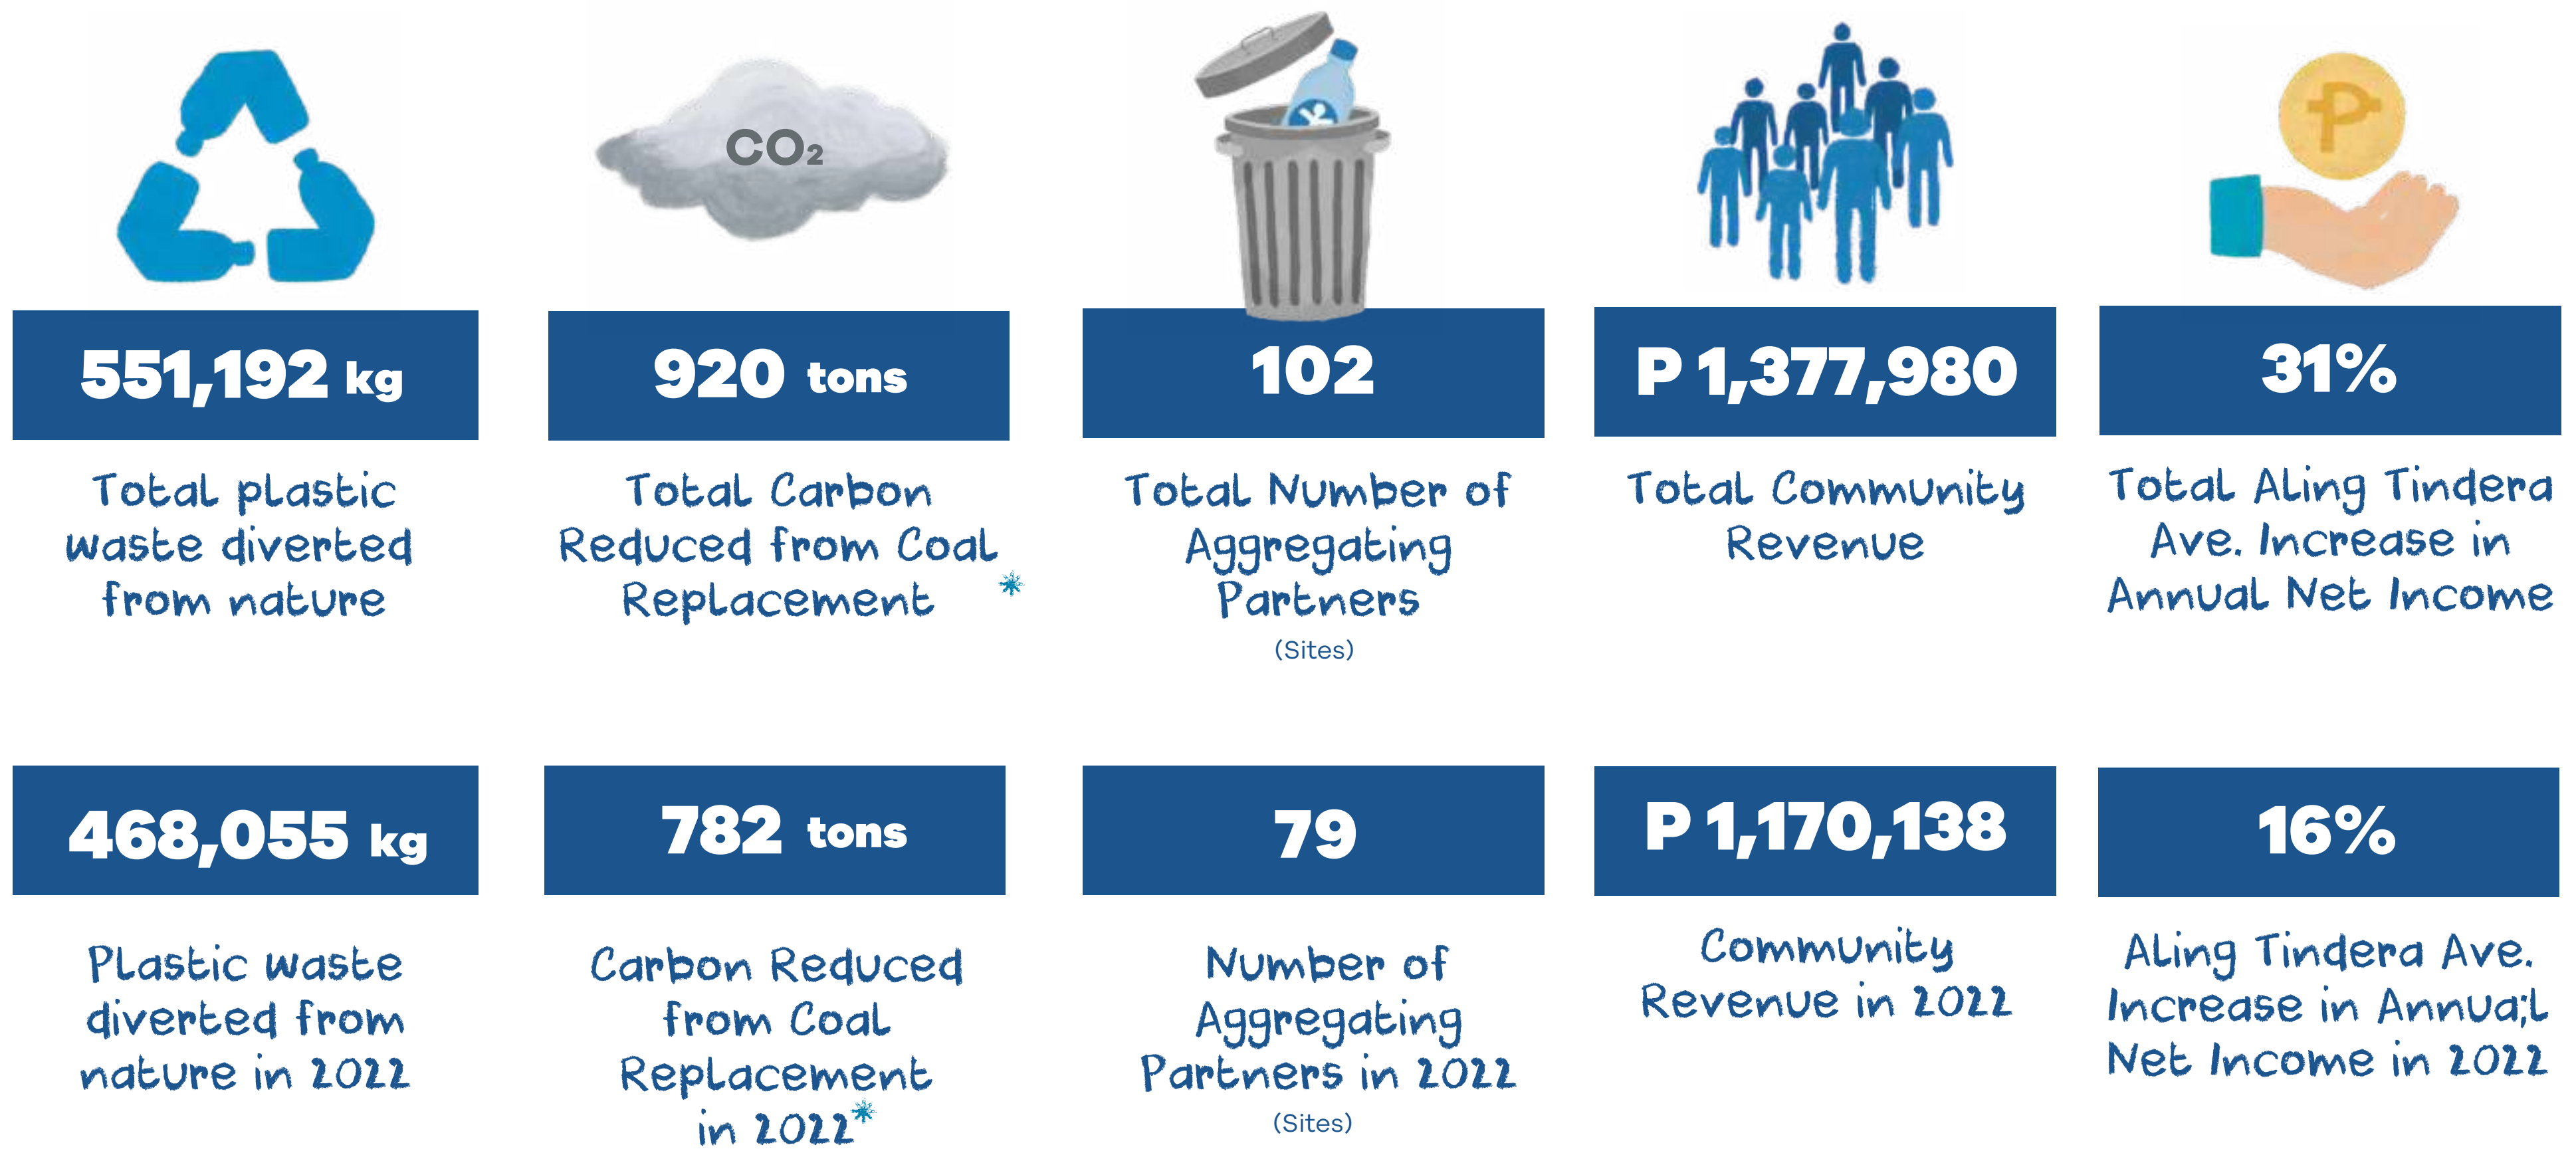 CO₂
P
551,192 kg
Total plastic
waste diverted
from nature
920 tons
Total Carbon
Reduced from Coal
Replacement *
102
Total Number of
Aggregating
Partners
(Sites)
P 1,377,980
Total Community
Revenue
31%
Total Aling Tindera
Ave. Increase in
Annual Net Income
468,055 kg
Plastic waste
diverted from
nature in 2022
782 tons
Carbon Reduced
from Coal
Replacement
in 2022*
79
Number of
Aggregating
Partners in 2022
(Sites)
P 1,170,138
Community
Revenue in 2022
16%
Aling Tindera Ave.
Increase in Annua;l
Net Income in 2022